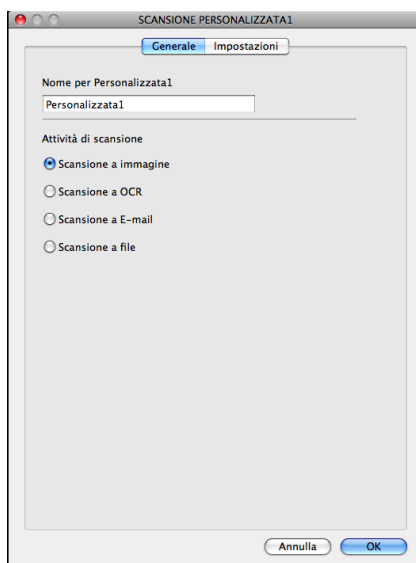 SCANSIONE PERSONALIZZATA1
Generale Impostazioni
Nome per Personalizzata1
Personalizzata1
Attività di scansione
Scansione a immagine
Scansione a OCR
Scansione a E-mail
Scansione a file
Annulla OK